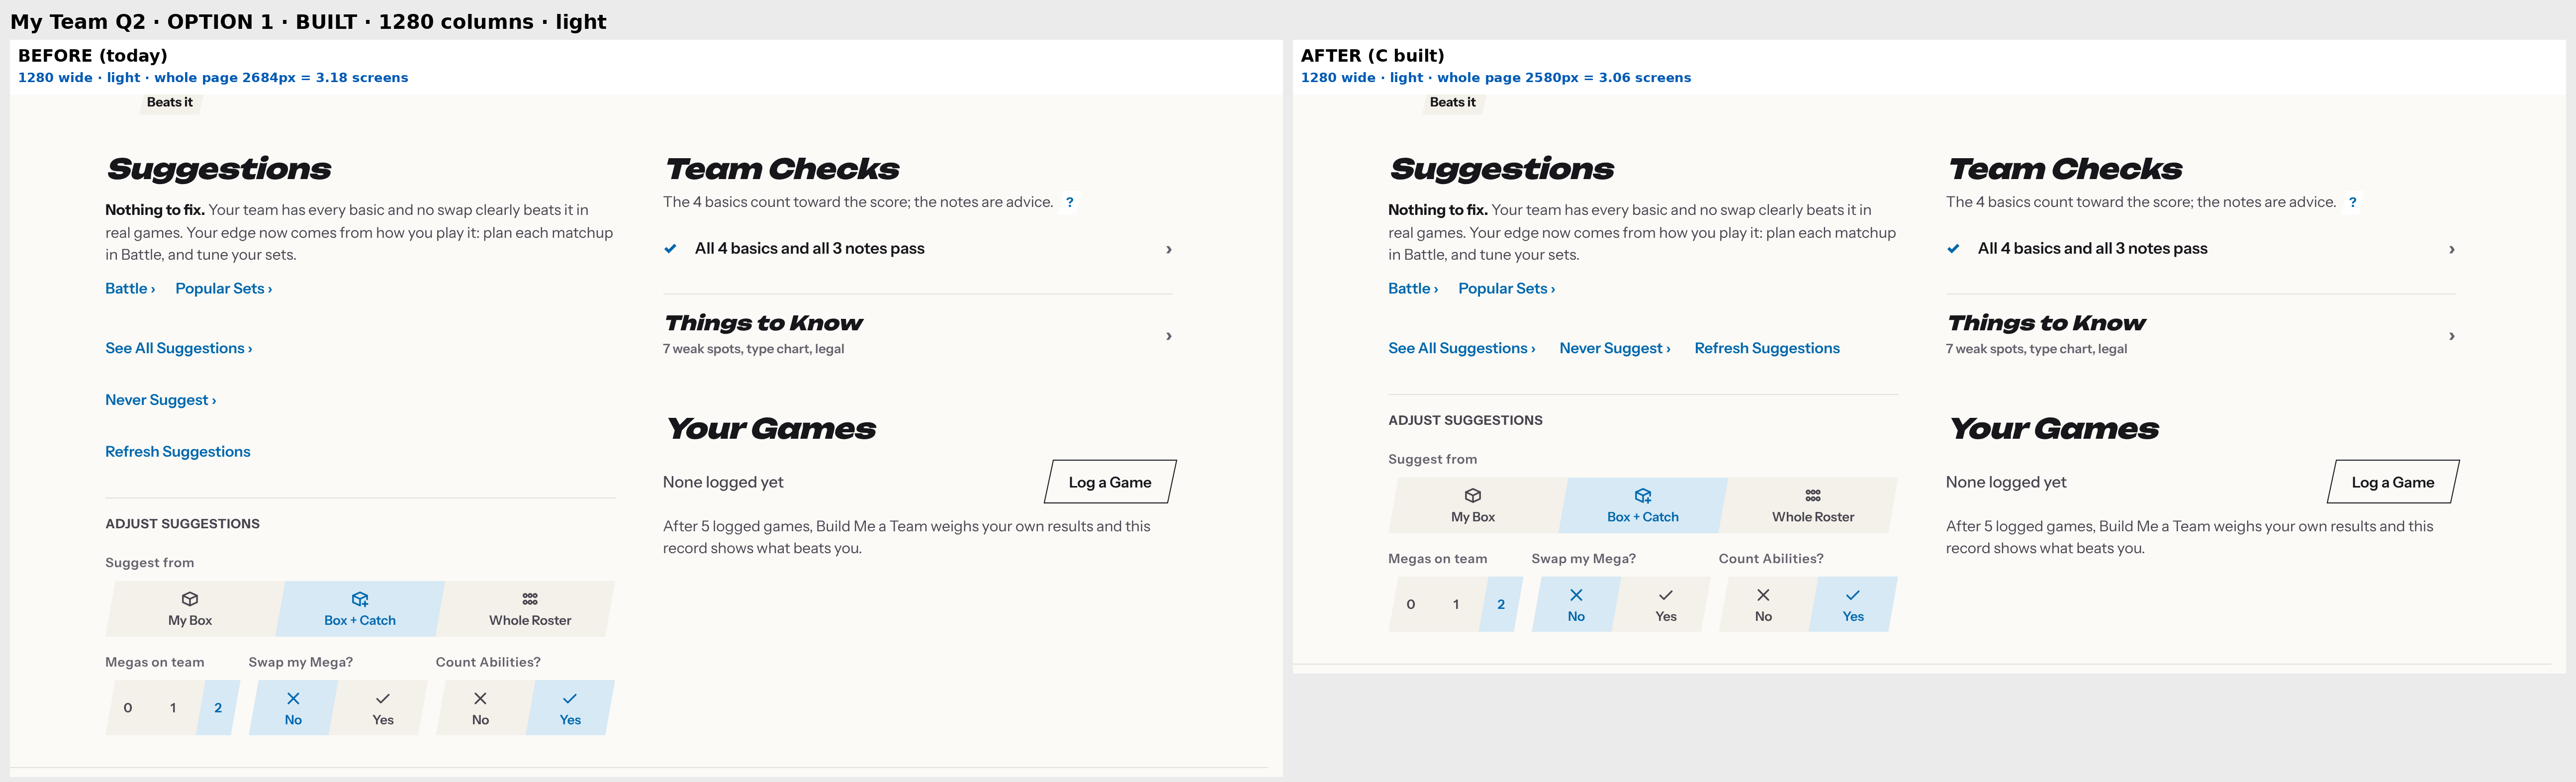 My Team Q2 · OPTION 1 · BUILT · 1280 columns · light
BEFORE (today)
1280 wide · light · whole page 2684px = 3.18 screens
Beats it
Suggestions
Nothing to fix. Your team has every basic and no swap clearly beats it in
real games. Your edge now comes from how you play it: plan each matchup
in Battle, and tune your sets.
Battle › Popular Sets ›
See All Suggestions ›
Never Suggest ›
Refresh Suggestions
ADJUST SUGGESTIONS
Suggest from
My Box Box + Catch Whole Roster
Megas on team Swap my Mega? Count Abilities?
0 1 2 No Yes No Yes
Team Checks
The 4 basics count toward the score; the notes are advice. ?
All 4 basics and all 3 notes pass ›
Things to Know ›
7 weak spots, type chart, legal
Your Games
None logged yet Log a Game
After 5 logged games, Build Me a Team weighs your own results and this
record shows what beats you.
AFTER (C built)
1280 wide · light · whole page 2580px = 3.06 screens
Beats it
Suggestions
Nothing to fix. Your team has every basic and no swap clearly beats it in
real games. Your edge now comes from how you play it: plan each matchup
in Battle, and tune your sets.
Battle › Popular Sets ›
See All Suggestions › Never Suggest › Refresh Suggestions
ADJUST SUGGESTIONS
Suggest from
My Box Box + Catch Whole Roster
Megas on team Swap my Mega? Count Abilities?
0 1 2 No Yes No Yes
Team Checks
The 4 basics count toward the score; the notes are advice. ?
All 4 basics and all 3 notes pass ›
Things to Know ›
7 weak spots, type chart, legal
Your Games
None logged yet Log a Game
After 5 logged games, Build Me a Team weighs your own results and this
record shows what beats you.